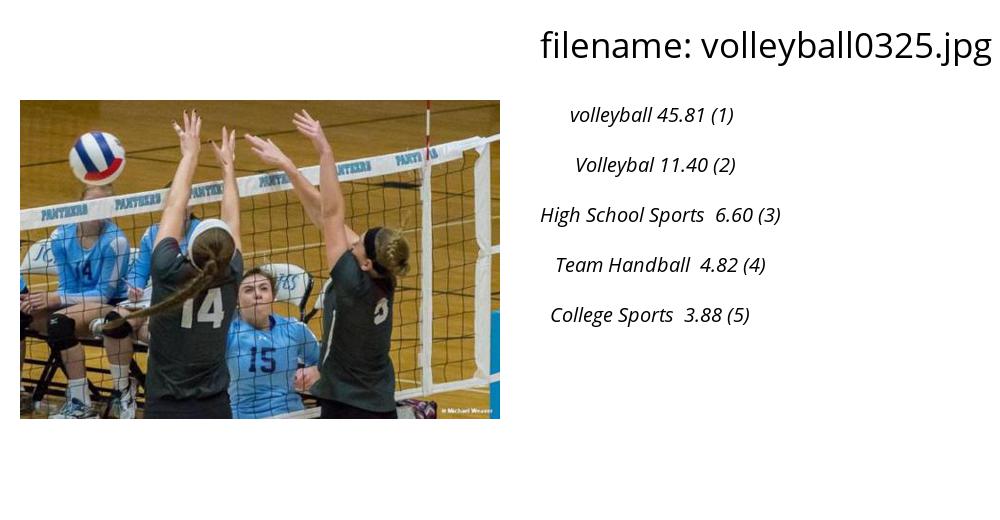 filename: volleyball0325.jpg
volleyball 45.81 (1)
Volleybal 11.40 (2)
High School Sports 6.60 (3)
Team Handball 4.82 (4)
College Sports 3.88 (5)
PANTHERS PANTHERS PANTHERS PANTHERS PANTHERS PANTHERS
14
14
15
© Michael Weaver